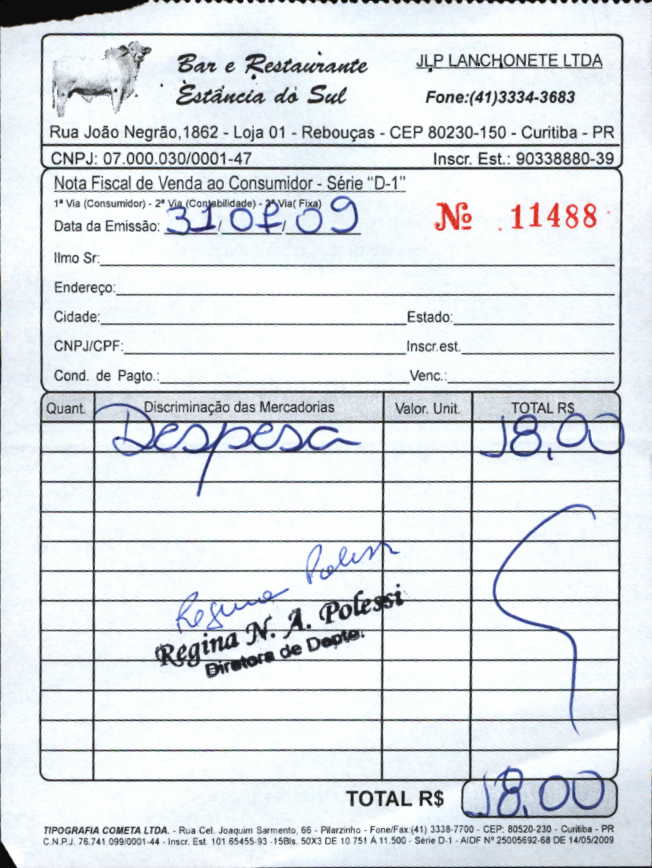 Bar e Restaurante
Estância do Sul
JLP LANCHONETE LTDA
Fone:(41)3334-3683
Rua João Negrão,1862 - Loja 01 - Rebouças - CEP 80230-150 - Curitiba - PR
CNPJ: 07.000.030/0001-47 Inscr. Est.: 90338880-39
Nota Fiscal de Venda ao Consumidor - Série "D-1"
1ª Via (Consumidor) - 2ª Via (Contabilidade) - 3ª Via( Fixa)
Data da Emissão: 31/07/09
Nº 11488
Ilmo Sr:
Endereço:
Cidade: Estado:
CNPJ/CPF: Inscr.est.
Cond. de Pagto.: Venc.:
Quant. Discriminação das Mercadorias Valor. Unit. TOTAL R$
Despesa 18,00
Regina Polessi
Regina N. A. Polessi
Diretora de Depto.
TOTAL R$ 18,00
TIPOGRAFIA COMETA LTDA. - Rua Cel. Joaquim Sarmento, 66 - Pilarzinho - Fone/Fax:(41) 3338-7700 - CEP: 80520-230 - Curitiba - PR
C.N.P.J. 76.741.099/0001-44 - Inscr. Est. 101.65455-93 -15Bls. 50X3 DE 10.751 À 11.500 - Série D-1 - AIDF Nº 25005692-68 DE 14/05/2009